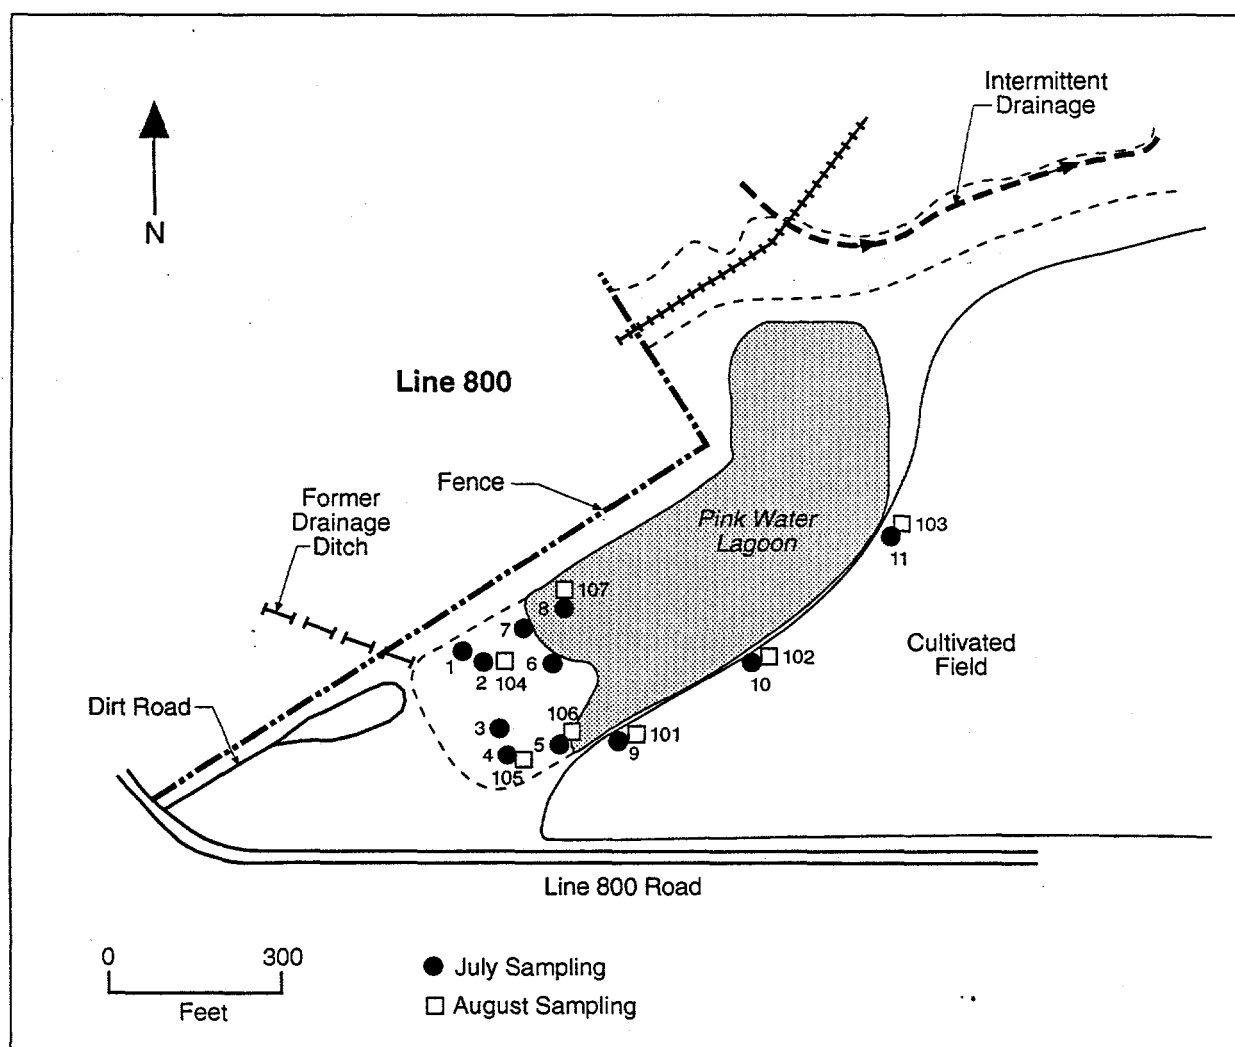 Intermittent
Drainage
N
Line 800
Fence
Former
Drainage
Ditch
Pink Water
Lagoon
103
11
107
8
7
1
2
104
6
102
10
Cultivated
Field
Dirt Road
3
106
101
4
5
9
105
Line 800 Road
0 300
Feet
July Sampling
August Sampling